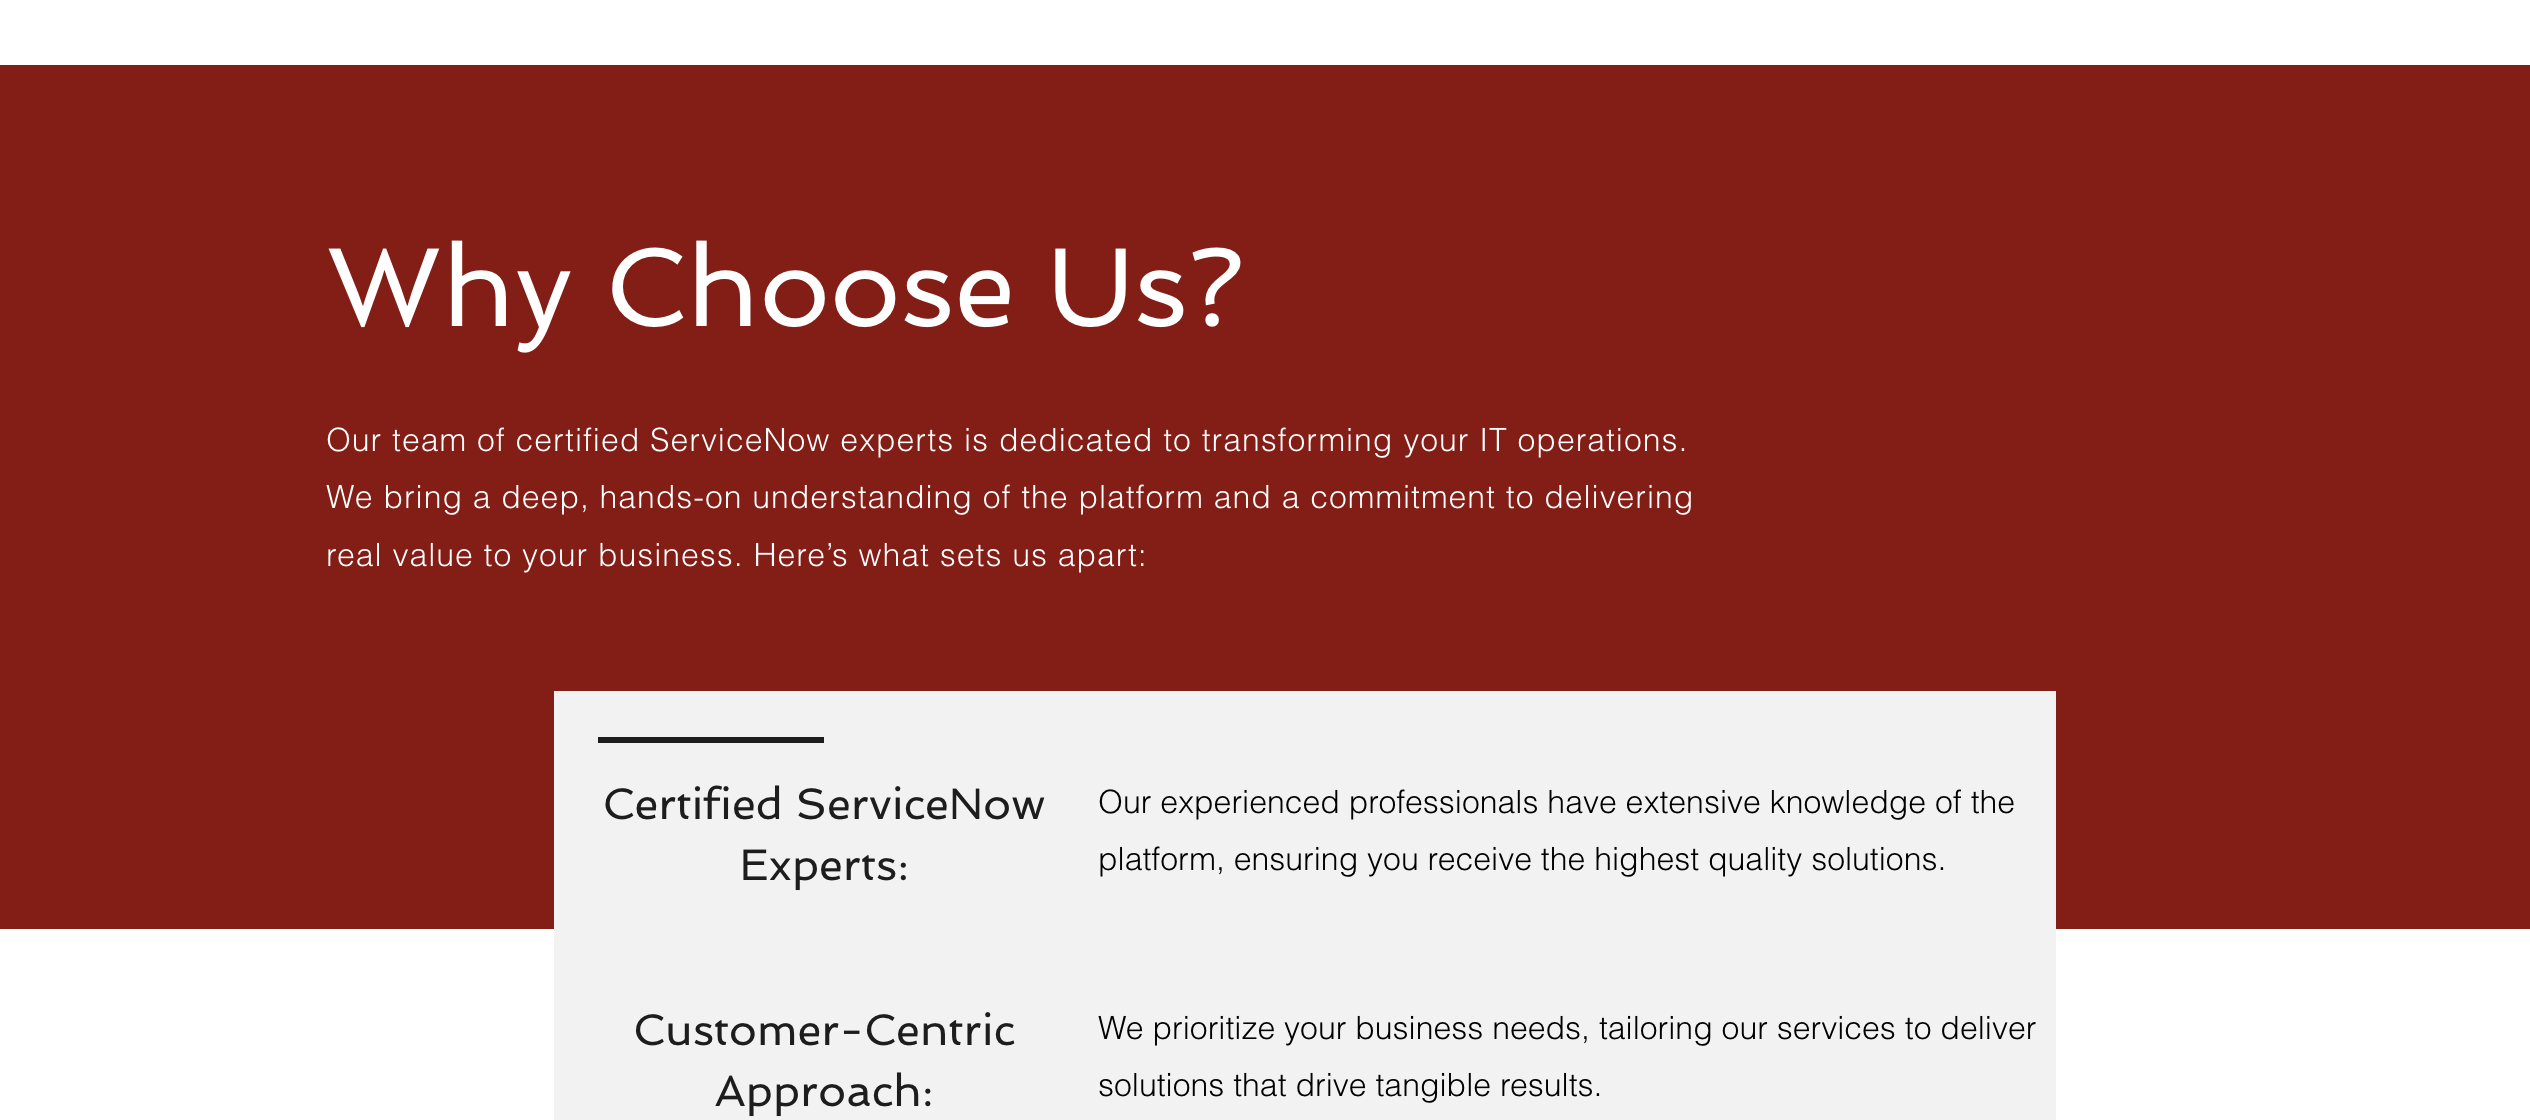 Why Choose Us?
Our team of certified ServiceNow experts is dedicated to transforming your IT operations.
We bring a deep, hands-on understanding of the platform and a commitment to delivering
real value to your business. Here’s what sets us apart:
Certified ServiceNow
Experts:
Our experienced professionals have extensive knowledge of the
platform, ensuring you receive the highest quality solutions.
Customer-Centric
Approach:
We prioritize your business needs, tailoring our services to deliver
solutions that drive tangible results.